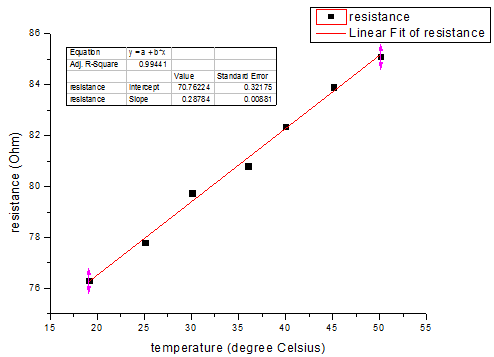 resistance
Linear Fit of resistance
Equation y = a + b*x
Adj. R-Square 0.99441
Value Standard Error
resistance Intercept 70.76224 0.32175
resistance Slope 0.28784 0.00881
86
84
82
80
78
76
resistance (Ohm)
15 20 25 30 35 40 45 50 55
temperature (degree Celsius)